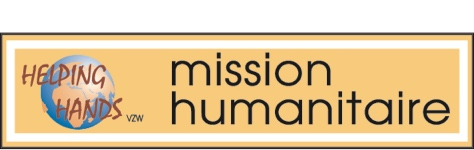 HELPING
HANDS VZW
mission
humanitaire